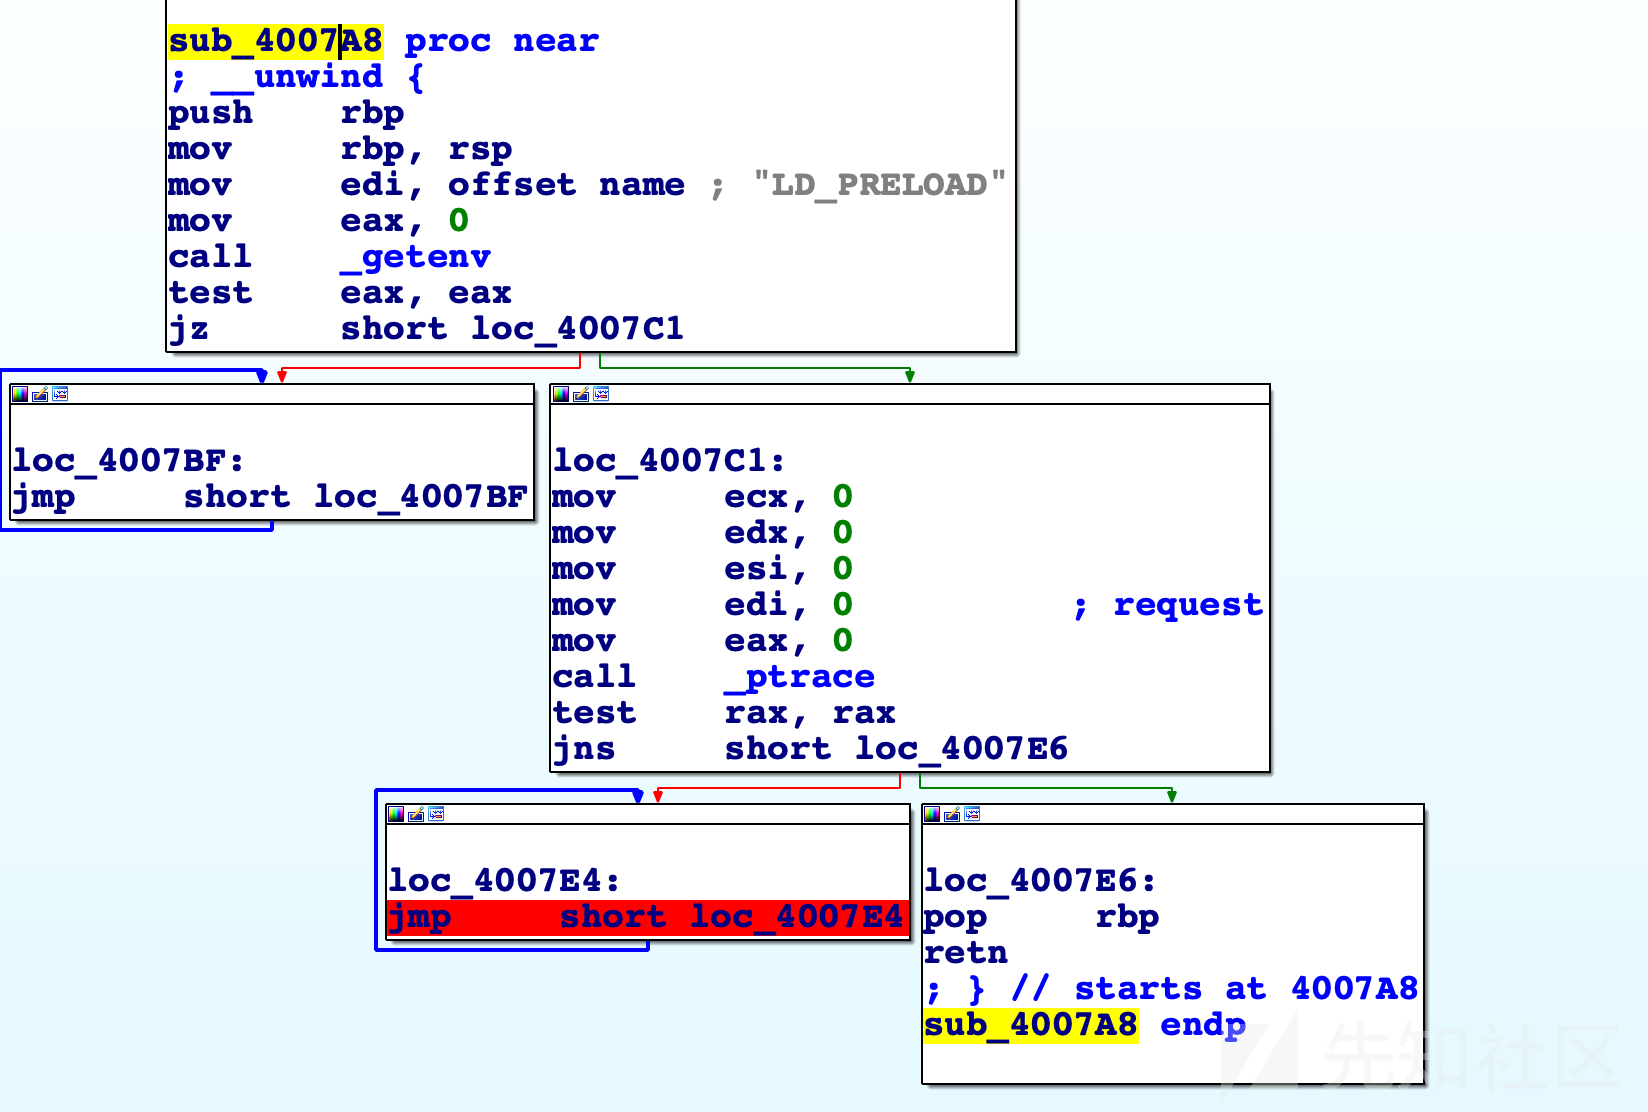 sub_4007A8 proc near
; __unwind {
push rbp
mov rbp, rsp
mov edi, offset name ; "LD_PRELOAD"
mov eax, 0
call _getenv
test eax, eax
jz short loc_4007C1
loc_4007BF:
jmp short loc_4007BF
loc_4007C1:
mov ecx, 0
mov edx, 0
mov esi, 0
mov edi, 0 ; request
mov eax, 0
call _ptrace
test rax, rax
jns short loc_4007E6
loc_4007E4:
jmp short loc_4007E4
loc_4007E6:
pop rbp
retn
; } // starts at 4007A8
sub_4007A8 endp
先知社区